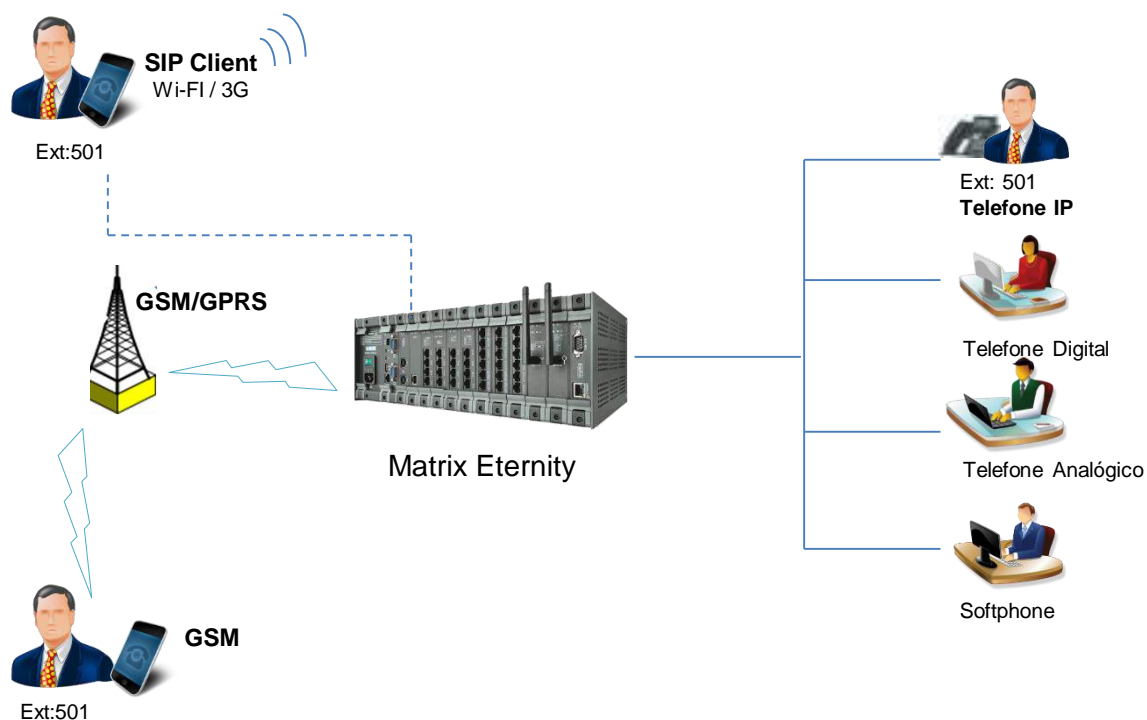 SIP Client
Wi-FI / 3G
Ext:501
Ext: 501
Telefone IP
GSM/GPRS
Telefone Digital
Matrix Eternity
Telefone Analógico
Softphone
GSM
Ext:501